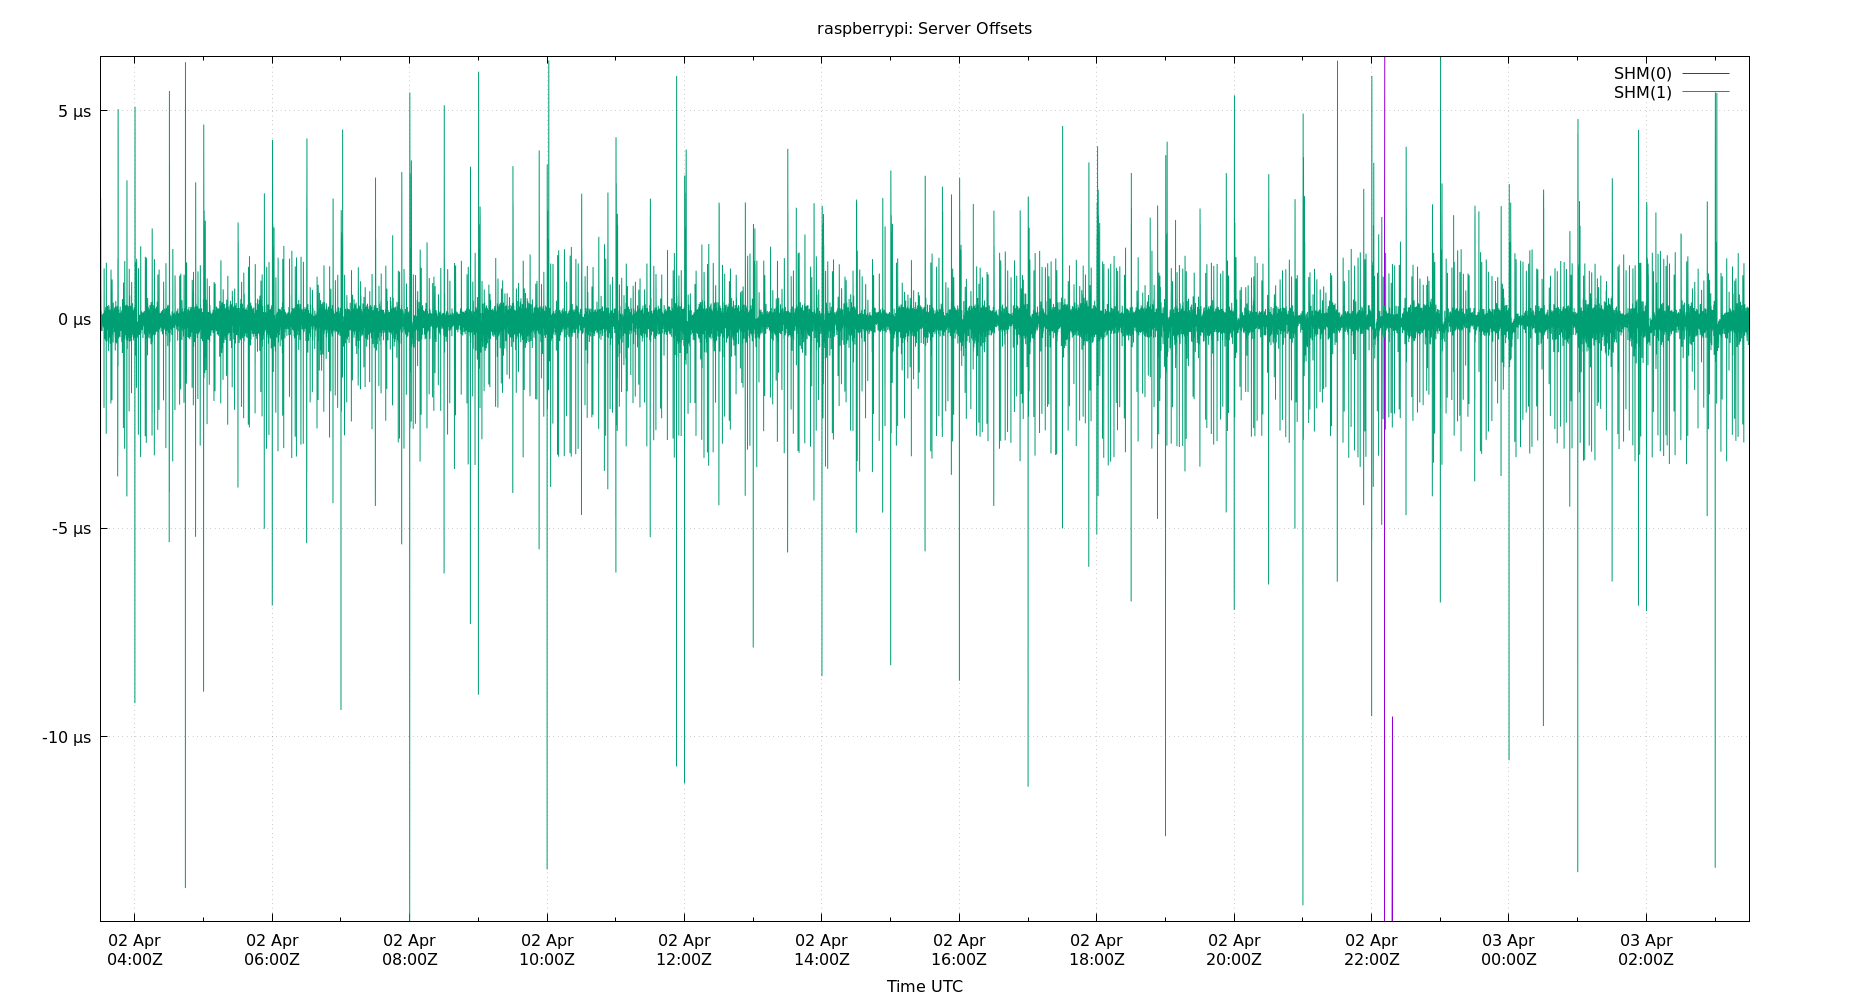 raspberrypi: Server Offsets
SHM(0)
SHM(1)
5 µs
0 µs
-5 µs
-10 µs
02 Apr 02 Apr 02 Apr 02 Apr 02 Apr 02 Apr 02 Apr 02 Apr 02 Apr 02 Apr 03 Apr 03 Apr
04:00Z 06:00Z 08:00Z 10:00Z 12:00Z 14:00Z 16:00Z 18:00Z 20:00Z 22:00Z 00:00Z 02:00Z
Time UTC